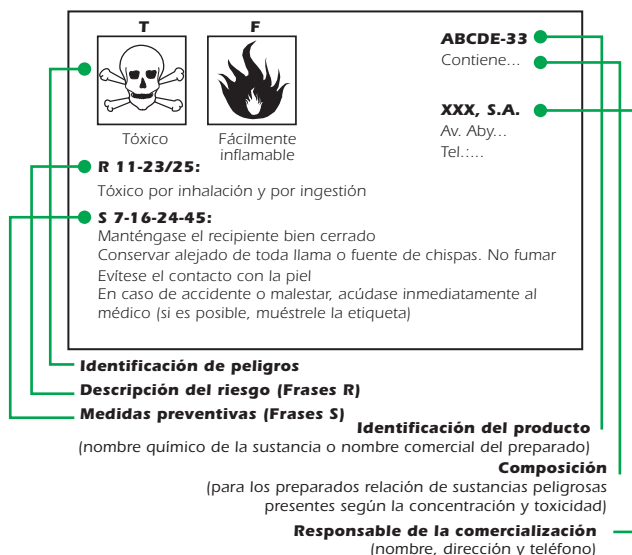 T
F
Tóxico
Fácilmente
inflamable
ABCDE-33
Contiene...
XXX, S.A.
Av. Aby...
Tel.:...
R 11-23/25:
Tóxico por inhalación y por ingestión
S 7-16-24-45:
Manténgase el recipiente bien cerrado
Conservar alejado de toda llama o fuente de chispas. No fumar
Evítese el contacto con la piel
En caso de accidente o malestar, acúdase inmediatamente al
médico (si es posible, muéstrele la etiqueta)
Identificación de peligros
Descripción del riesgo (Frases R)
Medidas preventivas (Frases S)
Identificación del producto
(nombre químico de la sustancia o nombre comercial del preparado)
Composición
(para los preparados relación de sustancias peligrosas
presentes según la concentración y toxicidad)
Responsable de la comercialización
(nombre, dirección y teléfono)